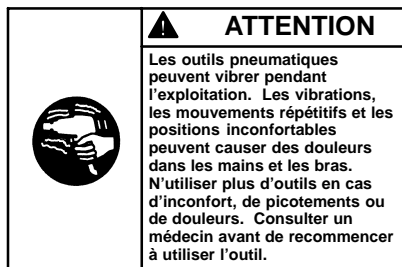 ATTENTION
Les outils pneumatiques
peuvent vibrer pendant
l'exploitation. Les vibrations,
les mouvements répétitifs et les
positions inconfortables
peuvent causer des douleurs
dans les mains et les bras.
N'utiliser plus d'outils en cas
d'inconfort, de picotements ou
de douleurs. Consulter un
médecin avant de recommencer
à utiliser l'outil.